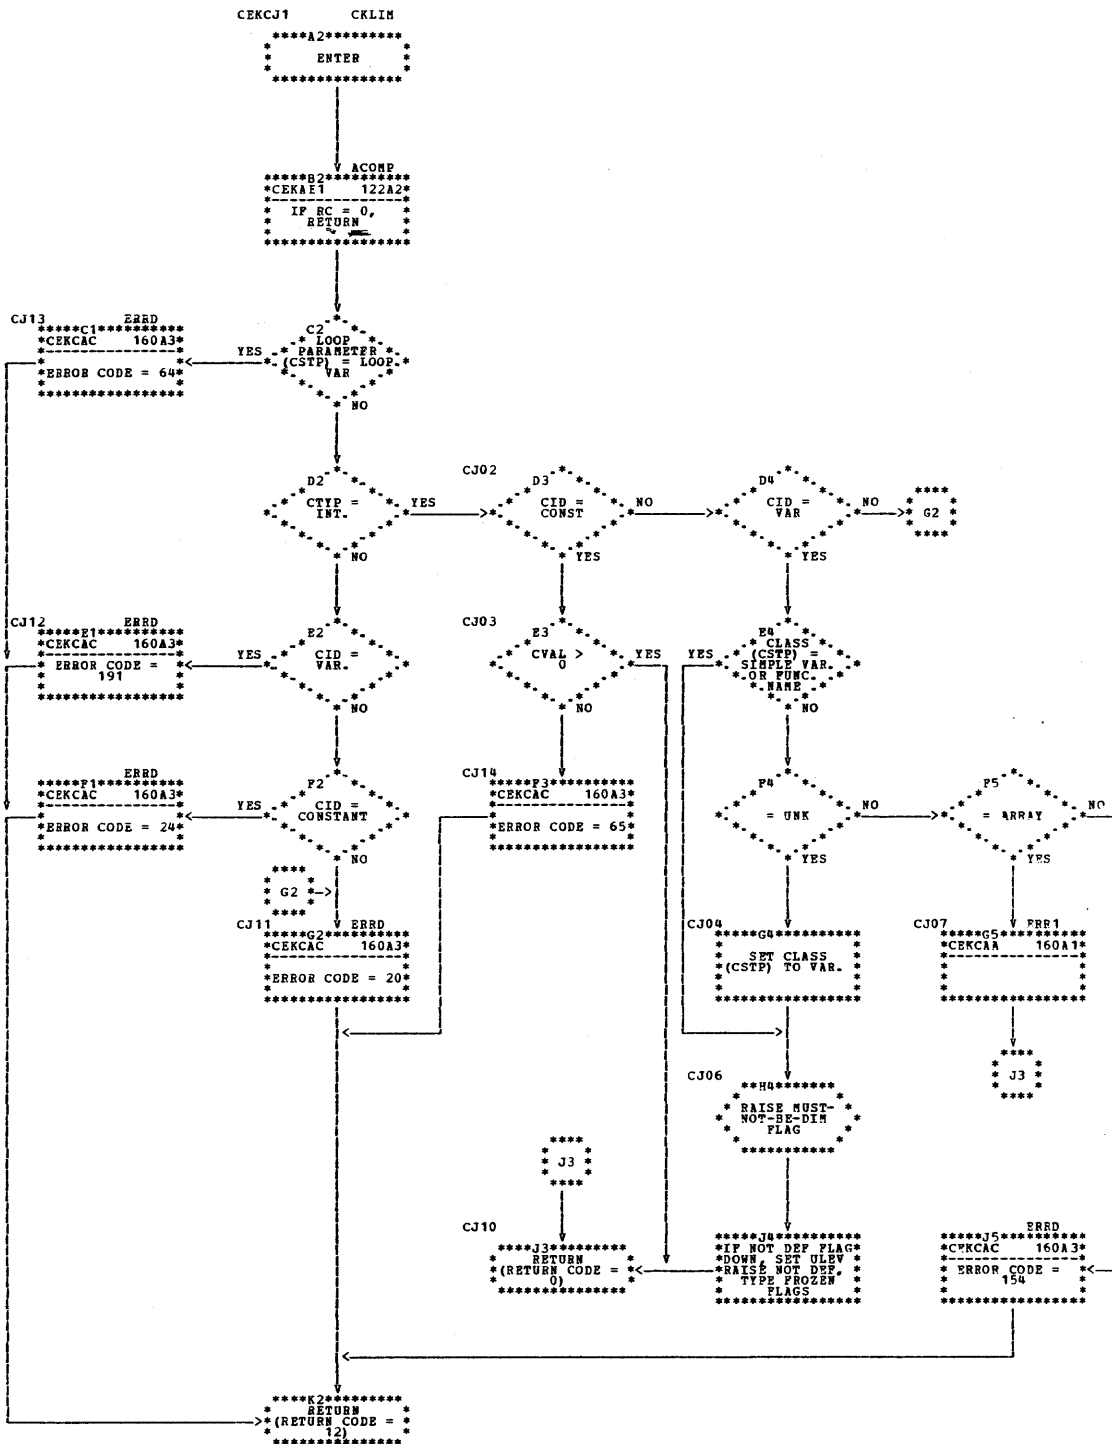 CEKCJ1 CKLIM
A2
ENTER
ACOMP
B2
CEKAE1 122A2
IF RC = 0,
RETURN
CJ13 ERRD
C1
CEKCAC 160A3
ERROR CODE = 64
C2
LOOP
PARAMETER
(CSTP) = LOOP
VAR
YES
NO
D2
CTYP =
INT.
YES
NO
CJ02
D3
CID =
CONST
NO
YES
D4
CID =
VAR
NO
YES
G2
CJ12 ERRD
E1
CEKCAC 160A3
ERROR CODE =
191
E2
CID =
VAR.
YES
NO
CJ03
E3
CVAL >
0
YES
NO
E4
CLASS
(CSTP) =
SIMPLE VAR.
OR FUNC.
NAME
YES
NO
ERRD
F1
CEKCAC 160A3
ERROR CODE = 24
F2
CID =
CONSTANT
YES
NO
CJ14
F3
CEKCAC 160A3
ERROR CODE = 65
F4
= UNK
NO
YES
F5
= ARRAY
NO
YES
G2
CJ11 ERRD
G2
CEKCAC 160A3
ERROR CODE = 20
CJ04
G4
SET CLASS
(CSTP) TO VAR.
CJ07 ERR1
G5
CEKCAA 160A1
J3
CJ06
H4
RAISE MUST-
NOT-BE-DIM
FLAG
J3
CJ10
J3
RETURN
(RETURN CODE =
0)
J4
IF NOT DEF FLAG
DOWN, SET ULEV
RAISE NOT DEF,
TYPE FROZEN
FLAGS
ERRD
J5
CEKCAC 160A3
ERROR CODE =
154
K2
RETURN
(RETURN CODE =
12)